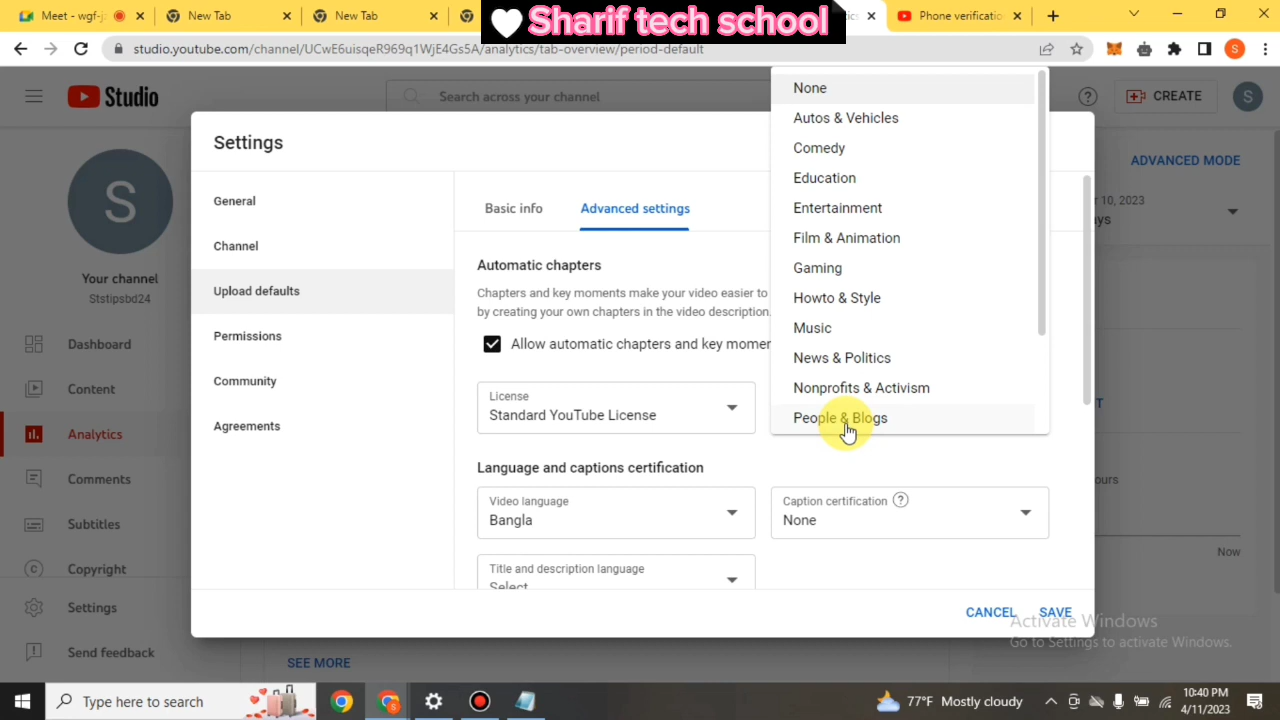 Meet - wgf-j
New Tab
New Tab
Sharif tech school
Phone verificatio
studio.youtube.com/channel/UCwE6uisqeR969q1WjE4Gs5A/analytics/tab-overview/period-default
S
Studio
Search across your channel
CREATE
S
Settings
None
Autos & Vehicles
Comedy
Education
Entertainment
Film & Animation
Gaming
Howto & Style
Music
News & Politics
Nonprofits & Activism
People & Blogs
ADVANCED MODE
10, 2023
S
Your channel
Ststipsbd24
Dashboard
Content
Analytics
Comments
Subtitles
Copyright
Settings
Send feedback
General
Channel
Upload defaults
Permissions
Community
Agreements
Basic info
Advanced settings
Automatic chapters
Chapters and key moments make your video easier to
by creating your own chapters in the video description.
Allow automatic chapters and key momer
License
Standard YouTube License
Language and captions certification
Video language
Bangla
Caption certification ?
None
Title and description language
Select
Now
CANCEL
SAVE
Activate Windows
Go to Settings to activate Windows.
SEE MORE
Type here to search
77°F Mostly cloudy
10:40 PM
4/11/2023